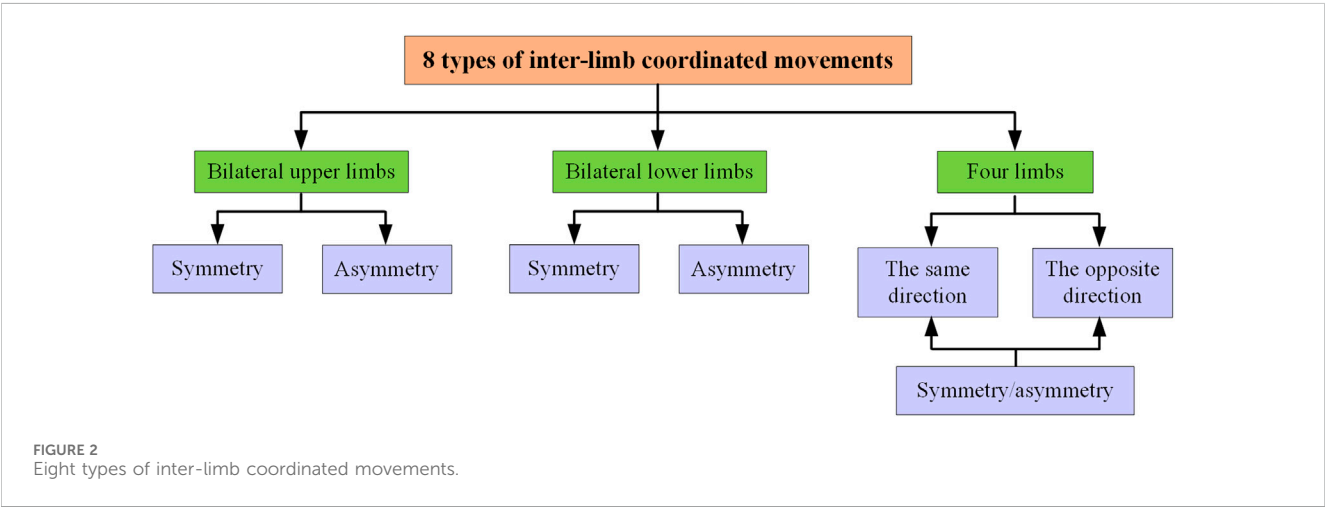 8 types of inter-limb coordinated movements
Bilateral upper limbs
Bilateral lower limbs
Four limbs
Symmetry
Asymmetry
Symmetry
Asymmetry
The same
direction
The opposite
direction
Symmetry/asymmetry
FIGURE 2
Eight types of inter-limb coordinated movements.